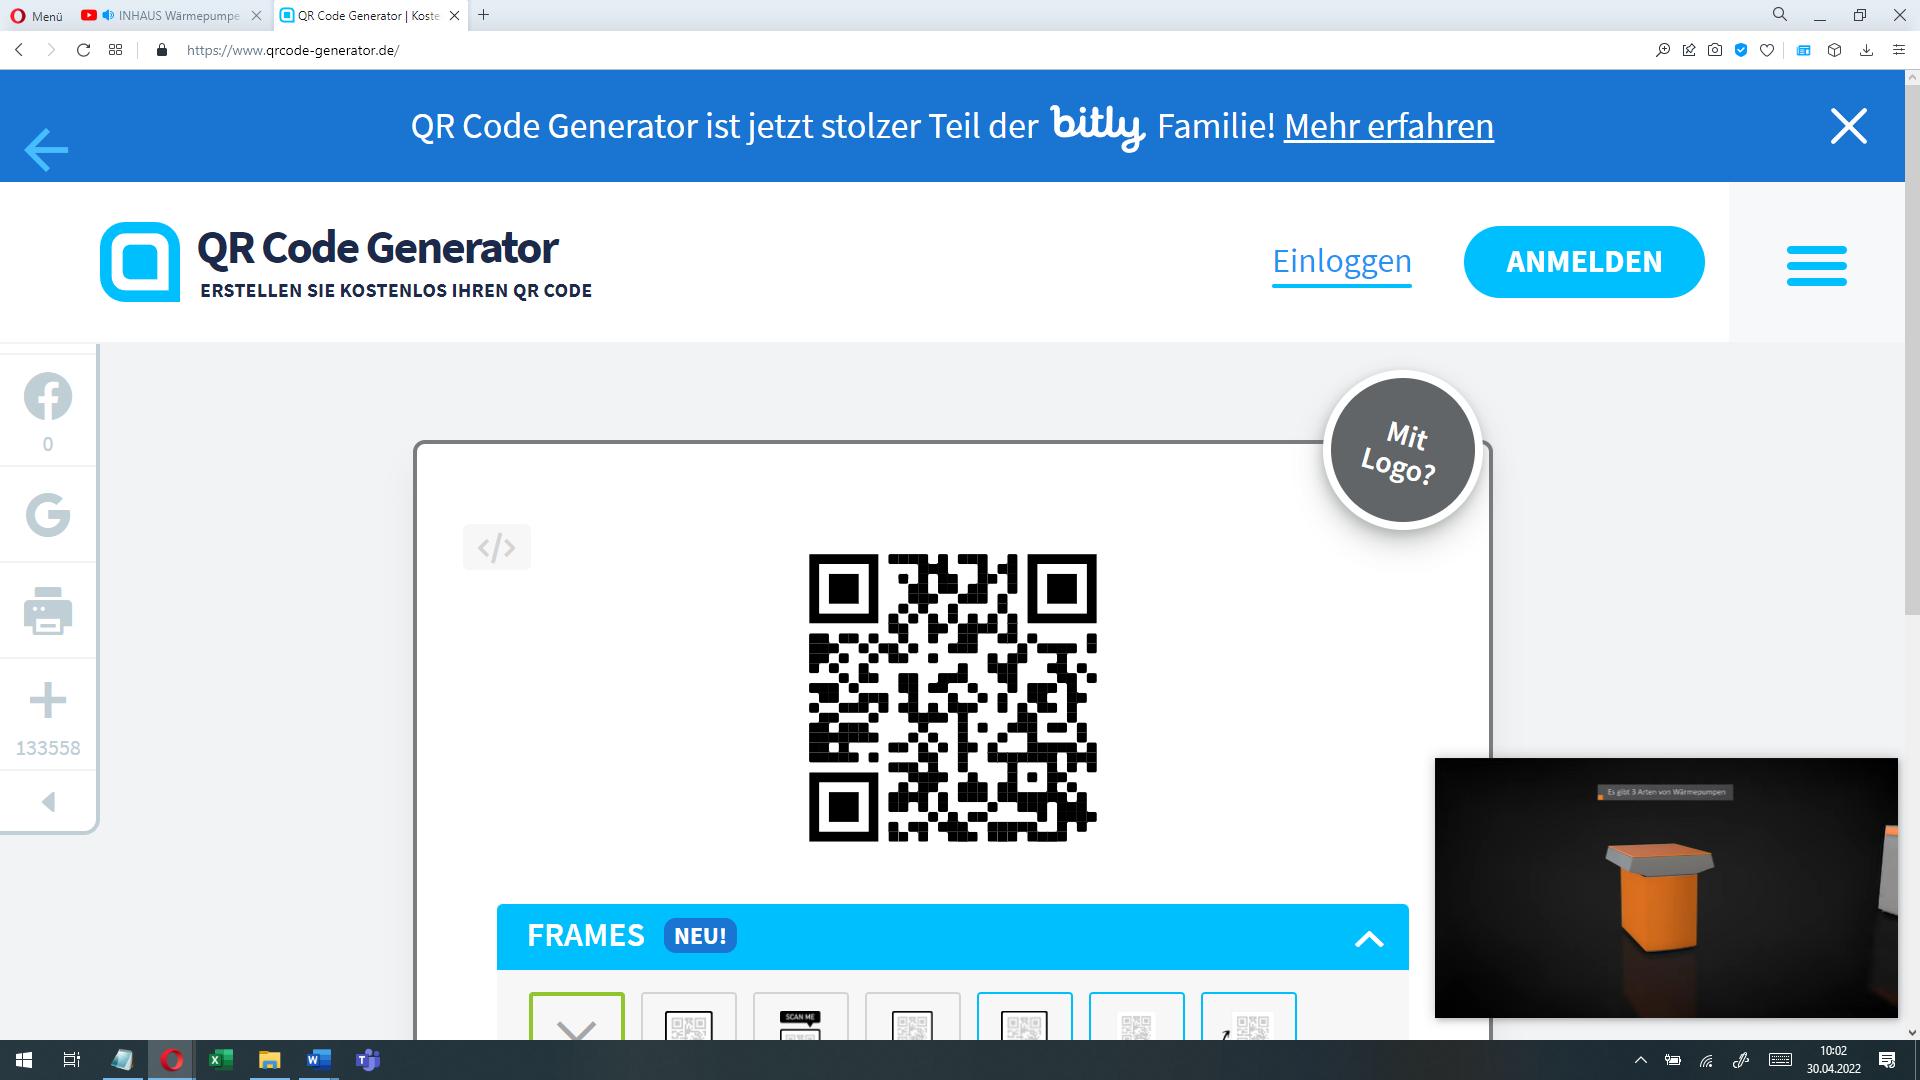 Menü
INHAUS Wärmepumpe
QR Code Generator | Koste
https://www.qrcode-generator.de/
QR Code Generator ist jetzt stolzer Teil der bitly Familie! Mehr erfahren
QR Code Generator
ERSTELLEN SIE KOSTENLOS IHREN QR CODE
Einloggen
ANMELDEN
0
133558
Mit
Logo?
</>
FRAMES NEU!
SCAN ME
Es gibt 3 Arten von Wärmepumpen
10:02
30.04.2022